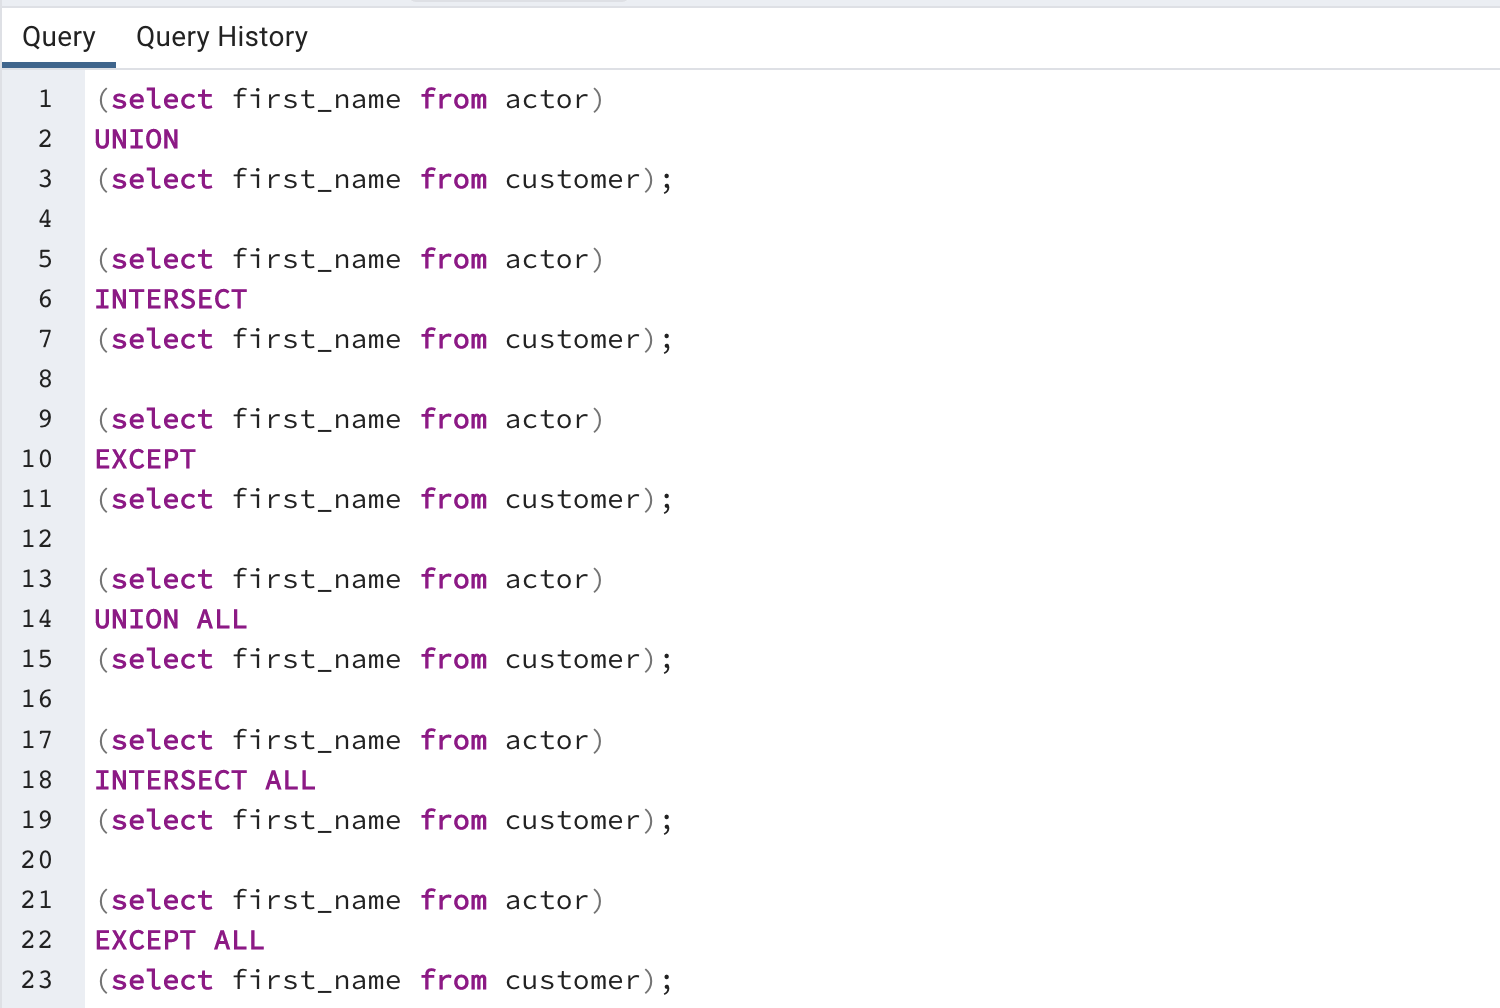 Query Query History
1 (select first_name from actor)
2 UNION
3 (select first_name from customer);
4
5 (select first_name from actor)
6 INTERSECT
7 (select first_name from customer);
8
9 (select first_name from actor)
10 EXCEPT
11 (select first_name from customer);
12
13 (select first_name from actor)
14 UNION ALL
15 (select first_name from customer);
16
17 (select first_name from actor)
18 INTERSECT ALL
19 (select first_name from customer);
20
21 (select first_name from actor)
22 EXCEPT ALL
23 (select first_name from customer);